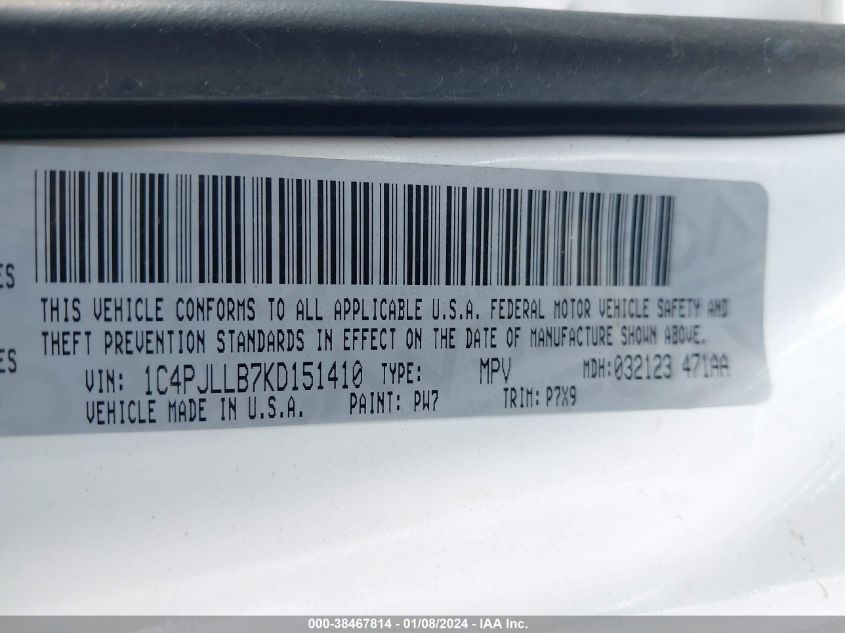 ES
THIS VEHICLE CONFORMS TO ALL APPLICABLE U.S.A. FEDERAL MOTOR VEHICLE SAFETY AND
THEFT PREVENTION STANDARDS IN EFFECT ON THE DATE OF MANUFACTURE SHOWN ABOVE.
ES
VIN: 1C4PJLLB7KD151410 TYPE: MPV MDH:032123 471AA
VEHICLE MADE IN U.S.A. PAINT: PW7 TRIM: P7X9
000-38467814 - 01/08/2024 - IAA Inc.